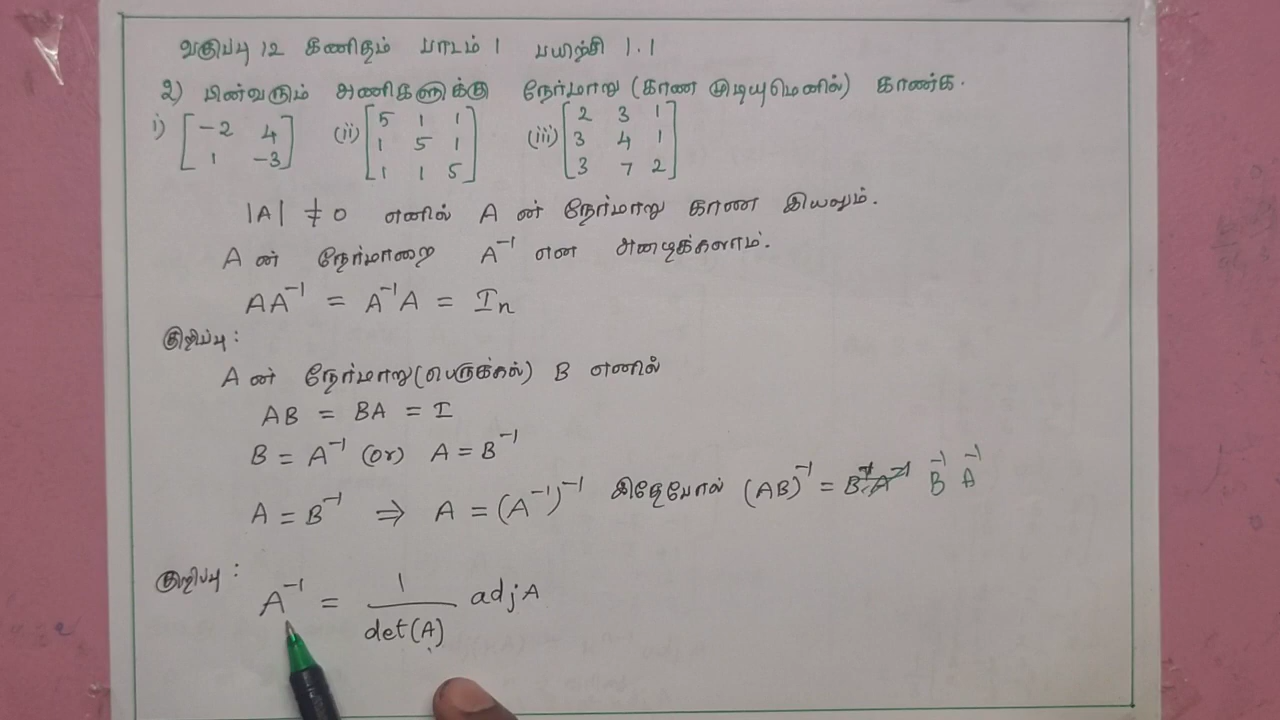 வகுப்பு 12 கணிதம் பாடம் 1 பயிற்சி 1.1
2) பின்வரும் அணிகளுக்கு நேர்மாறு (காண முடியுமெனில்) காண்க.
i) [-2 4 (ii) [5 1 1 (iii) [2 3 1
1 -3] 1 5 1 3 4 1
1 1 5] 3 7 2]
|A| ≠ 0 எனில் A ன் நேர்மாறு காண இயலும்.
A ன் நேர்மாறை A⁻¹ என அழைக்கலாம்.
AA⁻¹ = A⁻¹A = Iₙ
குறிப்பு:
A ன் நேர்மாறு (பெருக்கல்) B எனில்
AB = BA = I
B = A⁻¹ (or) A = B⁻¹
A = B⁻¹ ⇒ A = (A⁻¹)⁻¹ இதேபோல் (AB)⁻¹ = B⁻¹A⁻¹ B⁻¹ A⁻¹
குறிப்பு:
A⁻¹ = 1/det(A) adj A